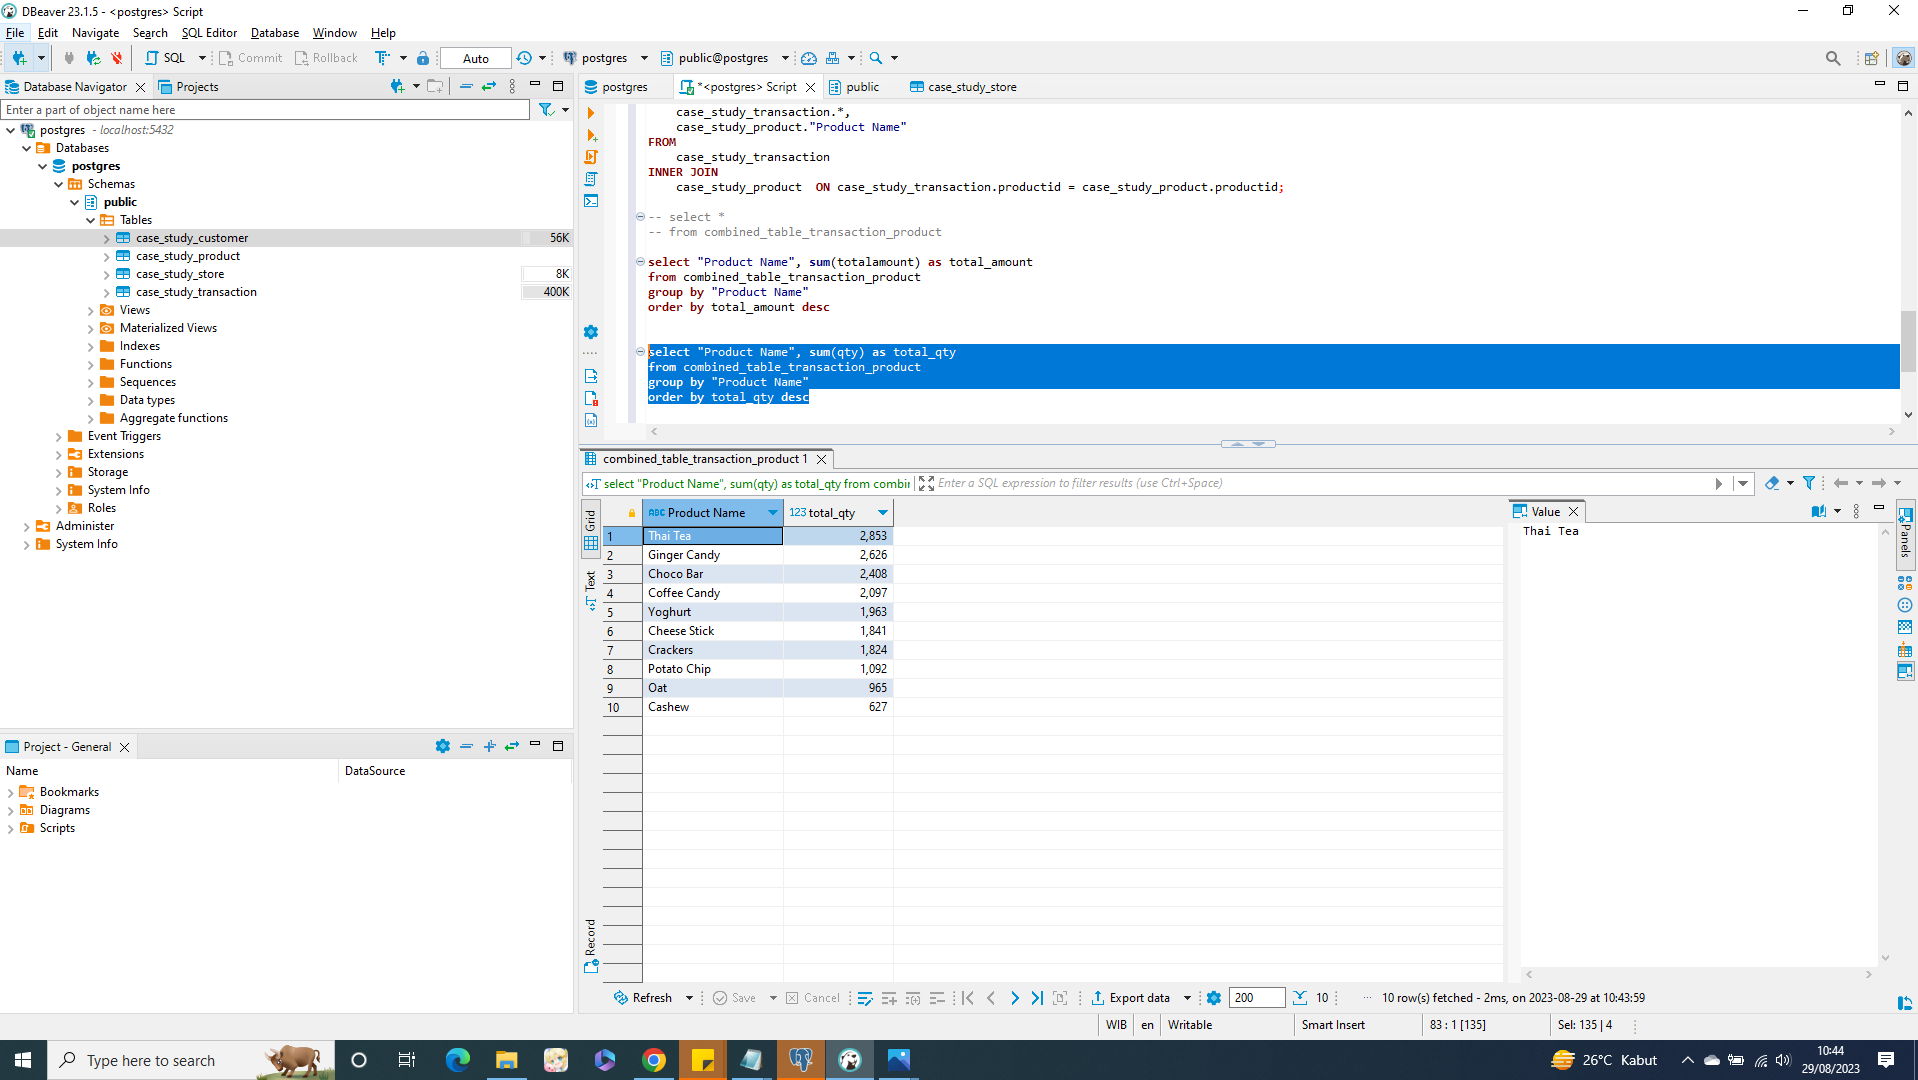 DBeaver 23.1.5 - <postgres> Script
File Edit Navigate Search SQL Editor Database Window Help
SQL Commit Rollback Auto postgres public@postgres
Database Navigator Projects
Enter a part of object name here
postgres - localhost:5432
Databases
postgres
Schemas
public
Tables
case_study_customer 56K
case_study_product
case_study_store 8K
case_study_transaction 400K
Views
Materialized Views
Indexes
Functions
Sequences
Data types
Aggregate functions
Event Triggers
Extensions
Storage
System Info
Roles
Administer
System Info
Project - General
Name DataSource
Bookmarks
Diagrams
Scripts
postgres *<postgres> Script public case_study_store
case_study_transaction.*,
case_study_product."Product Name"
FROM
case_study_transaction
INNER JOIN
case_study_product  ON case_study_transaction.productid = case_study_product.productid;
-- select *
-- from combined_table_transaction_product
select "Product Name", sum(totalamount) as total_amount
from combined_table_transaction_product
group by "Product Name"
order by total_amount desc
select "Product Name", sum(qty) as total_qty
from combined_table_transaction_product
group by "Product Name"
order by total_qty desc
combined_table_transaction_product 1
select "Product Name", sum(qty) as total_qty from combir Enter a SQL expression to filter results (use Ctrl+Space)
Grid
Text
Record
ABC Product Name 123 total_qty
1 Thai Tea 2,853
2 Ginger Candy 2,626
3 Choco Bar 2,408
4 Coffee Candy 2,097
5 Yoghurt 1,963
6 Cheese Stick 1,841
7 Crackers 1,824
8 Potato Chip 1,092
9 Oat 965
10 Cashew 627
Value
Thai Tea
Panels
Refresh Save Cancel Export data 200 10 10 row(s) fetched - 2ms, on 2023-08-29 at 10:43:59
WIB en Writable Smart Insert 83 : 1 [135] Sel: 135 | 4
Type here to search
26°C Kabut
10:44
29/08/2023